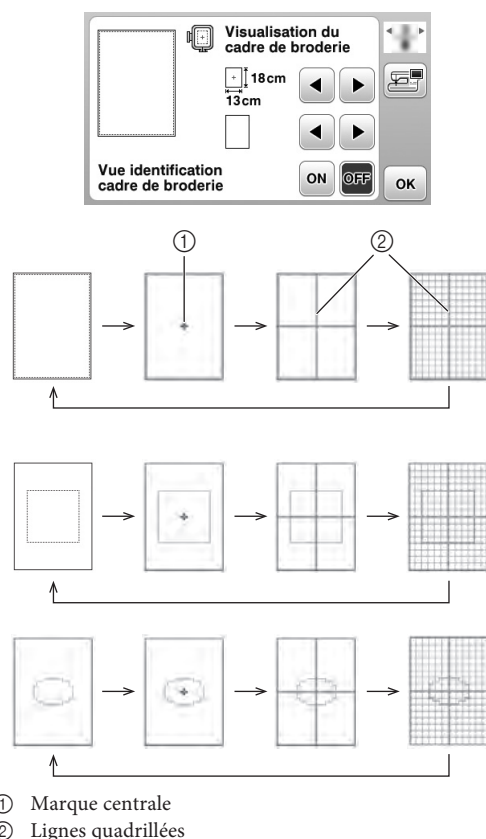 Visualisation du
cadre de broderie
18cm
13cm
Vue identification
cadre de broderie
ON OFF OK
① ②
① Marque centrale
② Lignes quadrillées